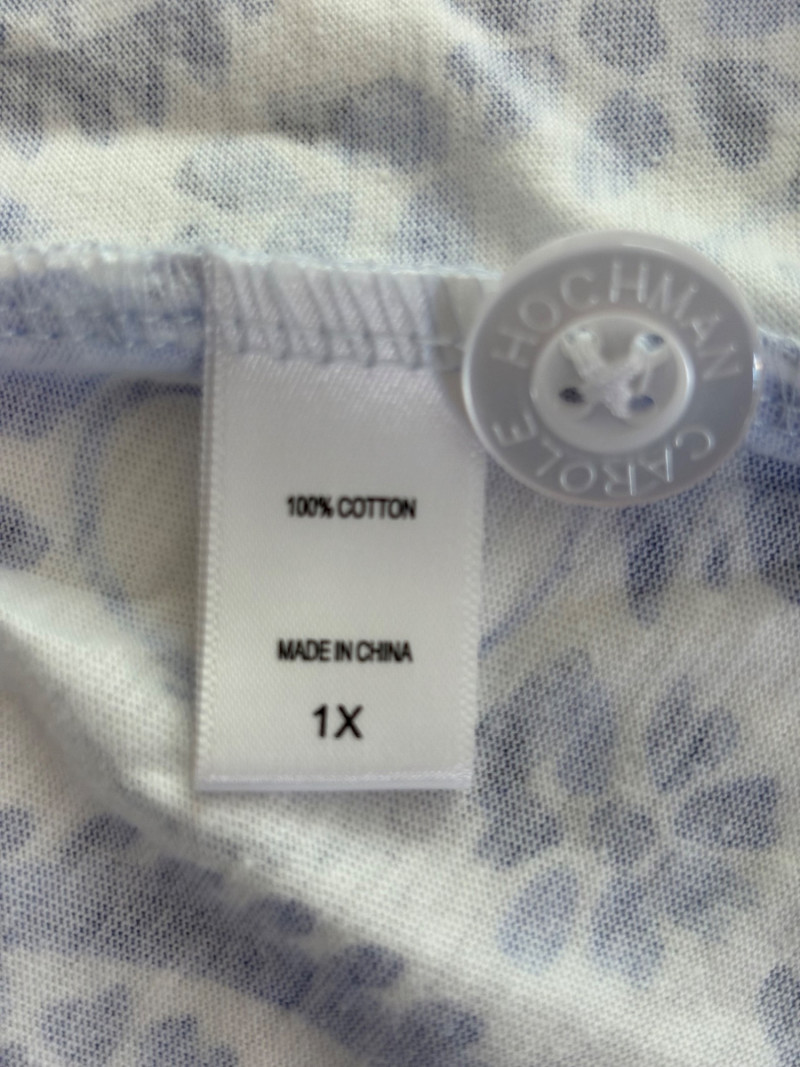 HOCHMAN
CAROLE
100% COTTON
MADE IN CHINA
1X